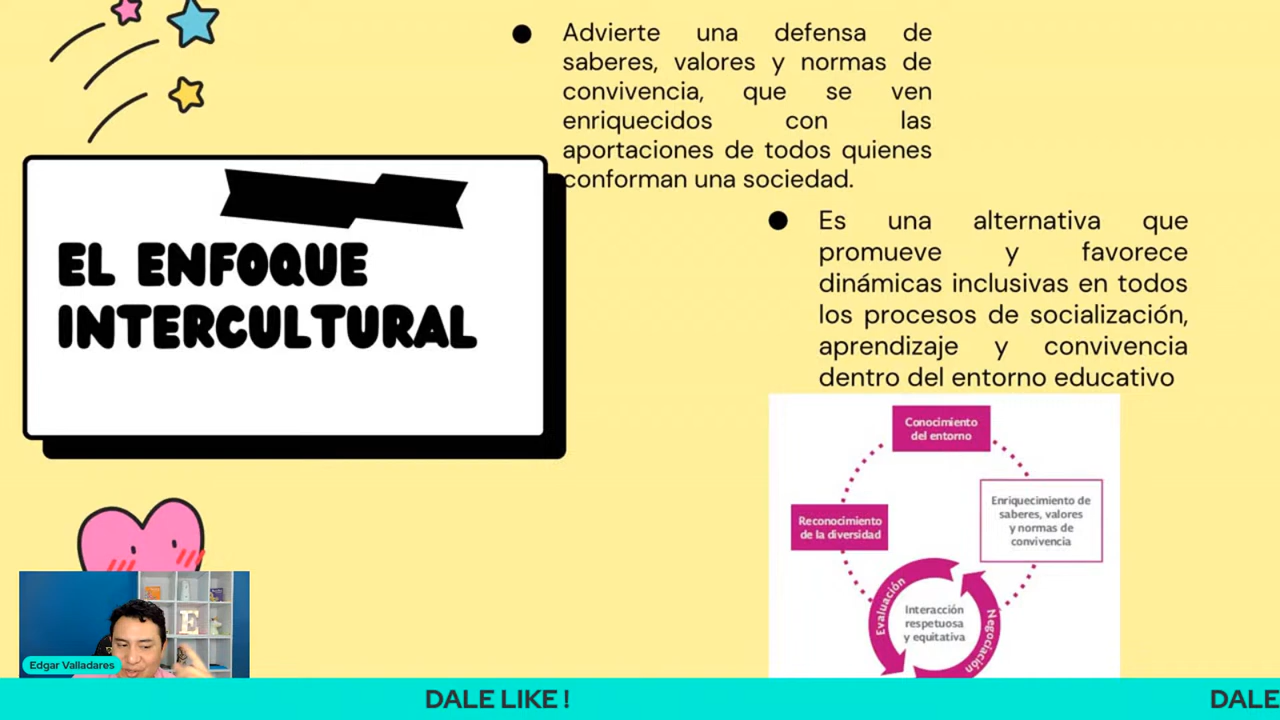 Advierte una defensa de
saberes, valores y normas de
convivencia, que se ven
enriquecidos con las
aportaciones de todos quienes
conforman una sociedad.
EL ENFOQUE
INTERCULTURAL
Es una alternativa que
promueve y favorece
dinámicas inclusivas en todos
los procesos de socialización,
aprendizaje y convivencia
dentro del entorno educativo
Conocimiento
del entorno
Enriquecimiento de
saberes, valores
y normas de
convivencia
Reconocimiento
de la diversidad
Evaluación
Interacción
respetuosa
y equitativa
Negociación
E
Edgar Valladares
DALE LIKE !
DALE